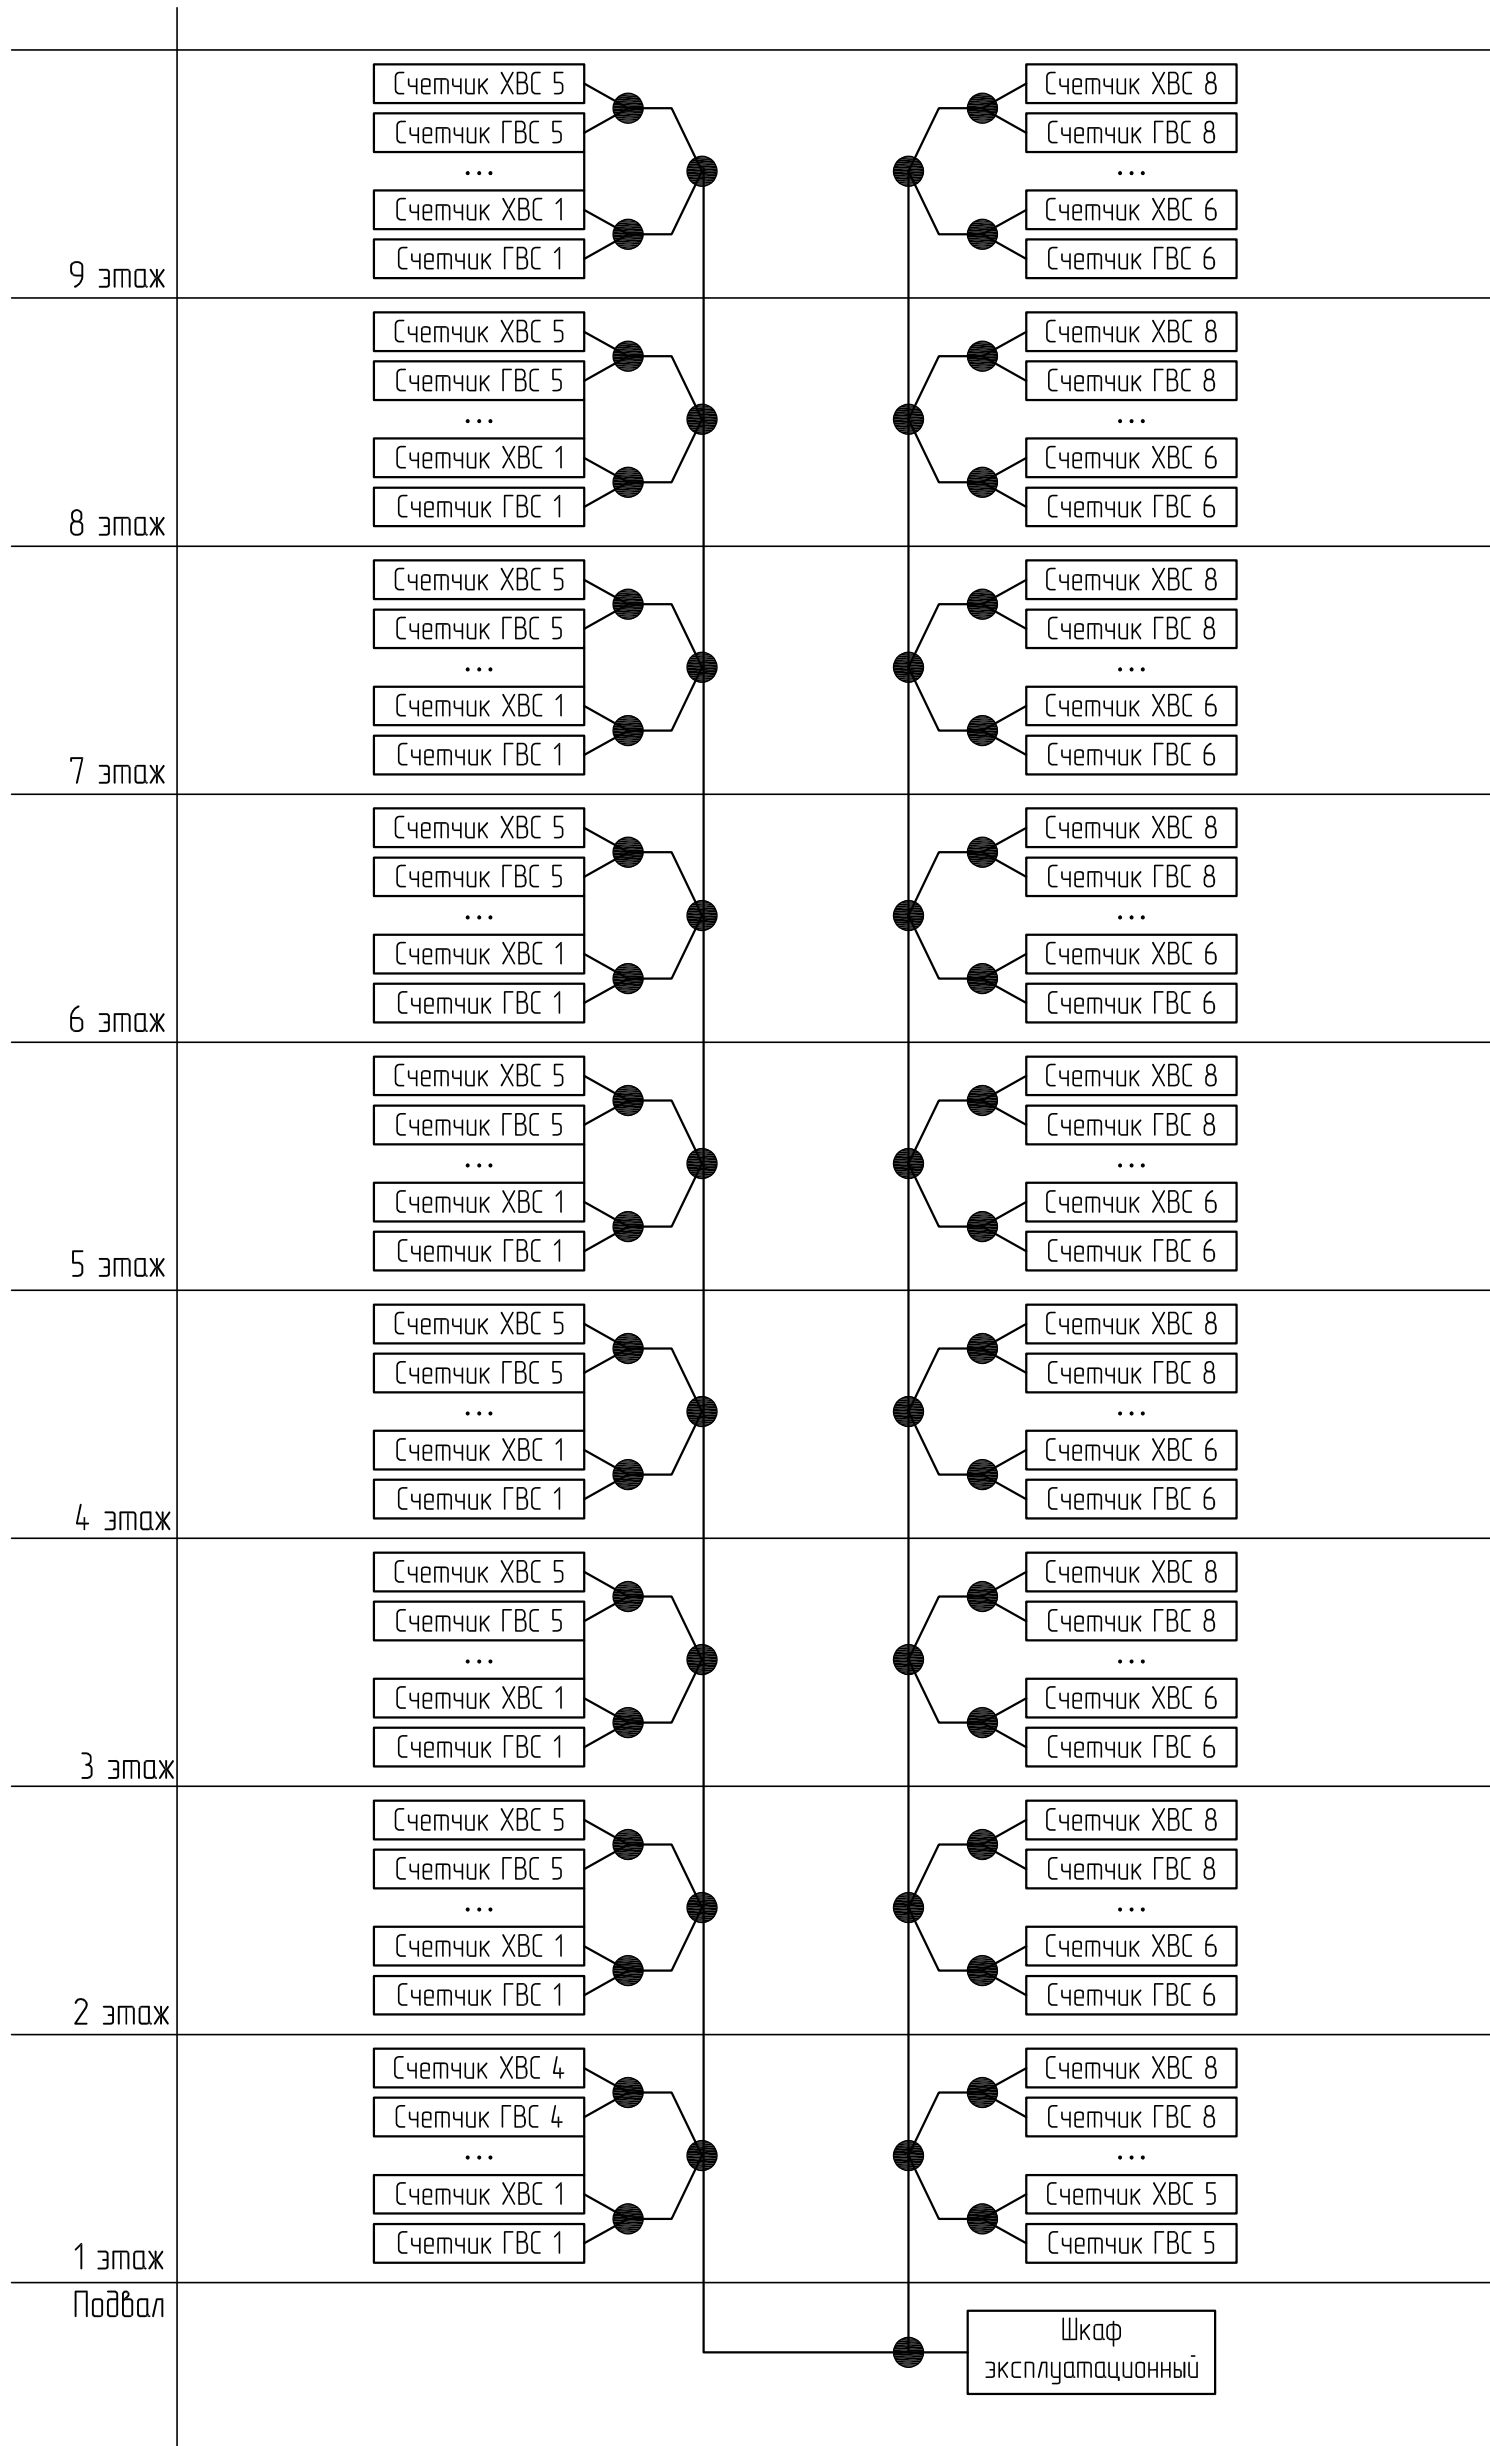 Счетчик ХВС 5
Счетчик ГВС 5
...
Счетчик ХВС 1
Счетчик ГВС 1
Счетчик ХВС 8
Счетчик ГВС 8
...
Счетчик ХВС 6
Счетчик ГВС 6
9 этаж
Счетчик ХВС 5
Счетчик ГВС 5
...
Счетчик ХВС 1
Счетчик ГВС 1
Счетчик ХВС 8
Счетчик ГВС 8
...
Счетчик ХВС 6
Счетчик ГВС 6
8 этаж
Счетчик ХВС 5
Счетчик ГВС 5
...
Счетчик ХВС 1
Счетчик ГВС 1
Счетчик ХВС 8
Счетчик ГВС 8
...
Счетчик ХВС 6
Счетчик ГВС 6
7 этаж
Счетчик ХВС 5
Счетчик ГВС 5
...
Счетчик ХВС 1
Счетчик ГВС 1
Счетчик ХВС 8
Счетчик ГВС 8
...
Счетчик ХВС 6
Счетчик ГВС 6
6 этаж
Счетчик ХВС 5
Счетчик ГВС 5
...
Счетчик ХВС 1
Счетчик ГВС 1
Счетчик ХВС 8
Счетчик ГВС 8
...
Счетчик ХВС 6
Счетчик ГВС 6
5 этаж
Счетчик ХВС 5
Счетчик ГВС 5
...
Счетчик ХВС 1
Счетчик ГВС 1
Счетчик ХВС 8
Счетчик ГВС 8
...
Счетчик ХВС 6
Счетчик ГВС 6
4 этаж
Счетчик ХВС 5
Счетчик ГВС 5
...
Счетчик ХВС 1
Счетчик ГВС 1
Счетчик ХВС 8
Счетчик ГВС 8
...
Счетчик ХВС 6
Счетчик ГВС 6
3 этаж
Счетчик ХВС 5
Счетчик ГВС 5
...
Счетчик ХВС 1
Счетчик ГВС 1
Счетчик ХВС 8
Счетчик ГВС 8
...
Счетчик ХВС 6
Счетчик ГВС 6
2 этаж
Счетчик ХВС 4
Счетчик ГВС 4
...
Счетчик ХВС 1
Счетчик ГВС 1
Счетчик ХВС 8
Счетчик ГВС 8
...
Счетчик ХВС 5
Счетчик ГВС 5
1 этаж
Подвал
Шкаф
эксплуатационный